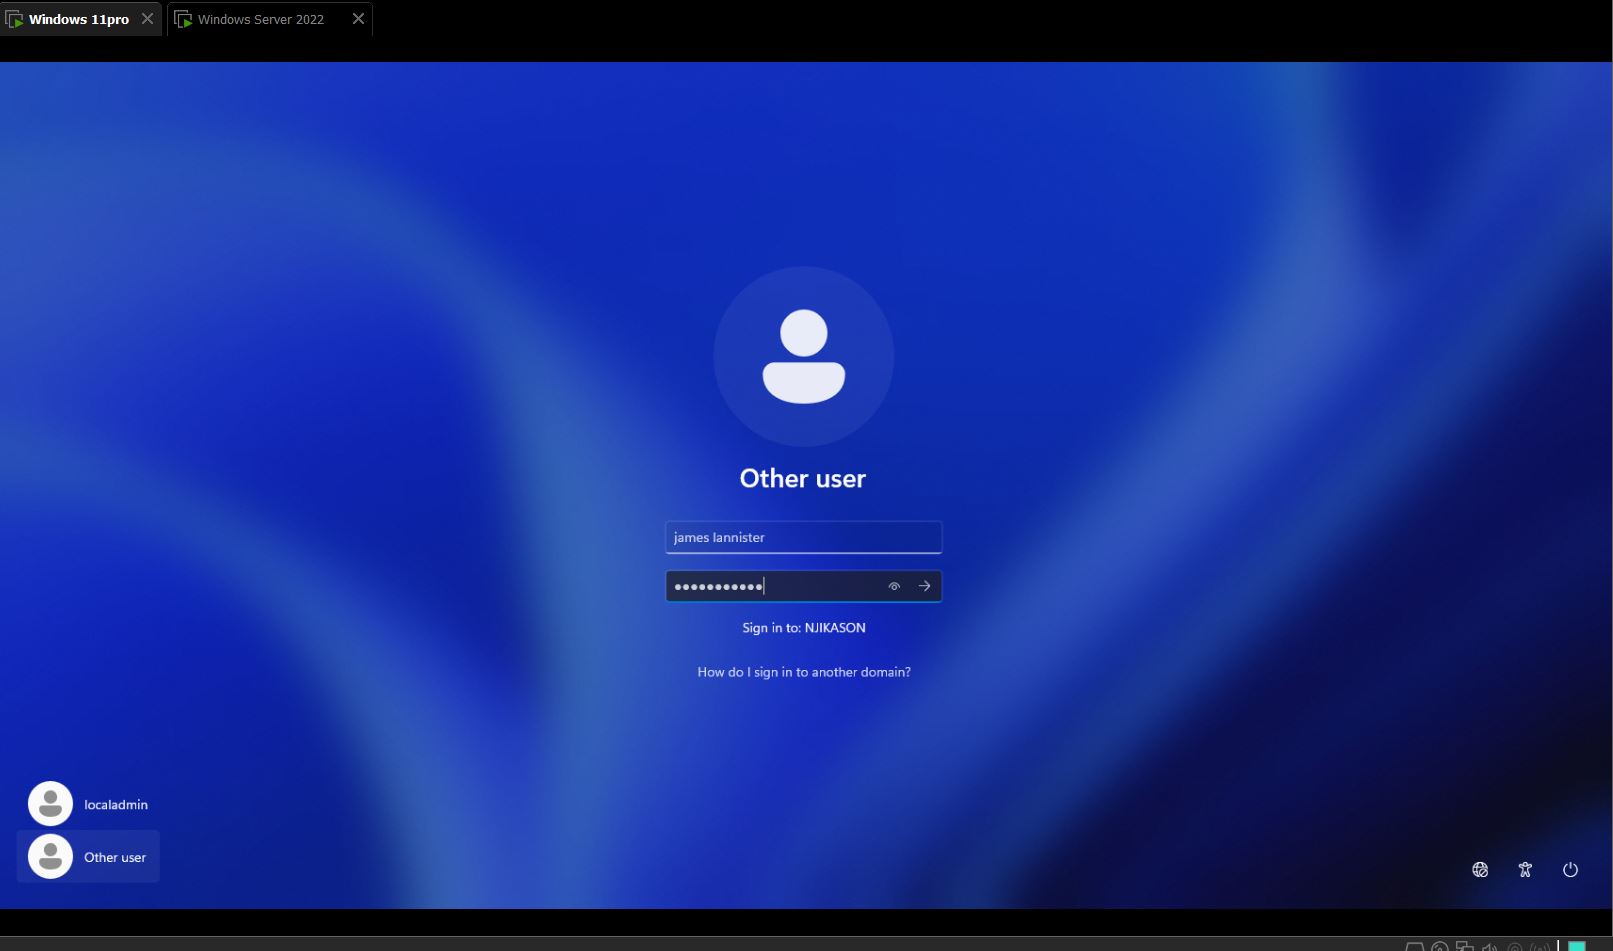 Windows 11pro
Windows Server 2022
Other user
james lannister
Sign in to: NJIKASON
How do I sign in to another domain?
localadmin
Other user